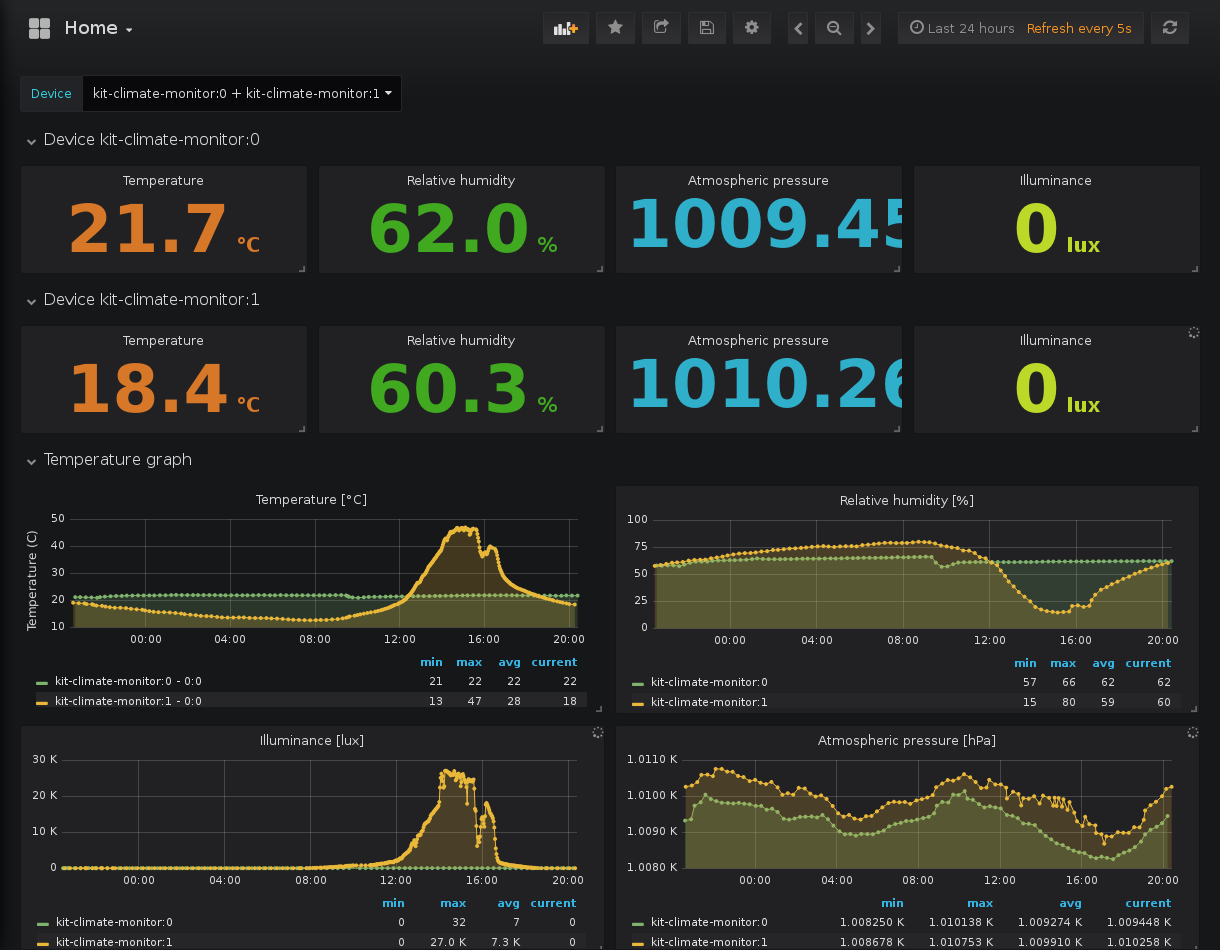 Home
Last 24 hours Refresh every 5s
Device kit-climate-monitor:0 + kit-climate-monitor:1
Device kit-climate-monitor:0
Temperature Relative humidity Atmospheric pressure Illuminance
21.7 °C 62.0 % 1009.45 0 lux
Device kit-climate-monitor:1
Temperature Relative humidity Atmospheric pressure Illuminance
18.4 °C 60.3 % 1010.26 0 lux
Temperature graph
Temperature [°C]
Temperature (C)
50
40
30
20
10
00:00 04:00 08:00 12:00 16:00 20:00
min max avg current
kit-climate-monitor:0 - 0:0 21 22 22 22
kit-climate-monitor:1 - 0:0 13 47 28 18
Relative humidity [%]
100
75
50
25
0
00:00 04:00 08:00 12:00 16:00 20:00
min max avg current
kit-climate-monitor:0 57 66 62 62
kit-climate-monitor:1 15 80 59 60
Illuminance [lux]
30 K
20 K
10 K
0
00:00 04:00 08:00 12:00 16:00 20:00
min max avg current
kit-climate-monitor:0 0 32 7 0
kit-climate-monitor:1 0 27.0 K 7.3 K 0
Atmospheric pressure [hPa]
1.0110 K
1.0100 K
1.0090 K
1.0080 K
00:00 04:00 08:00 12:00 16:00 20:00
min max avg current
kit-climate-monitor:0 1.008250 K 1.010138 K 1.009274 K 1.009448 K
kit-climate-monitor:1 1.008678 K 1.010753 K 1.009910 K 1.010258 K